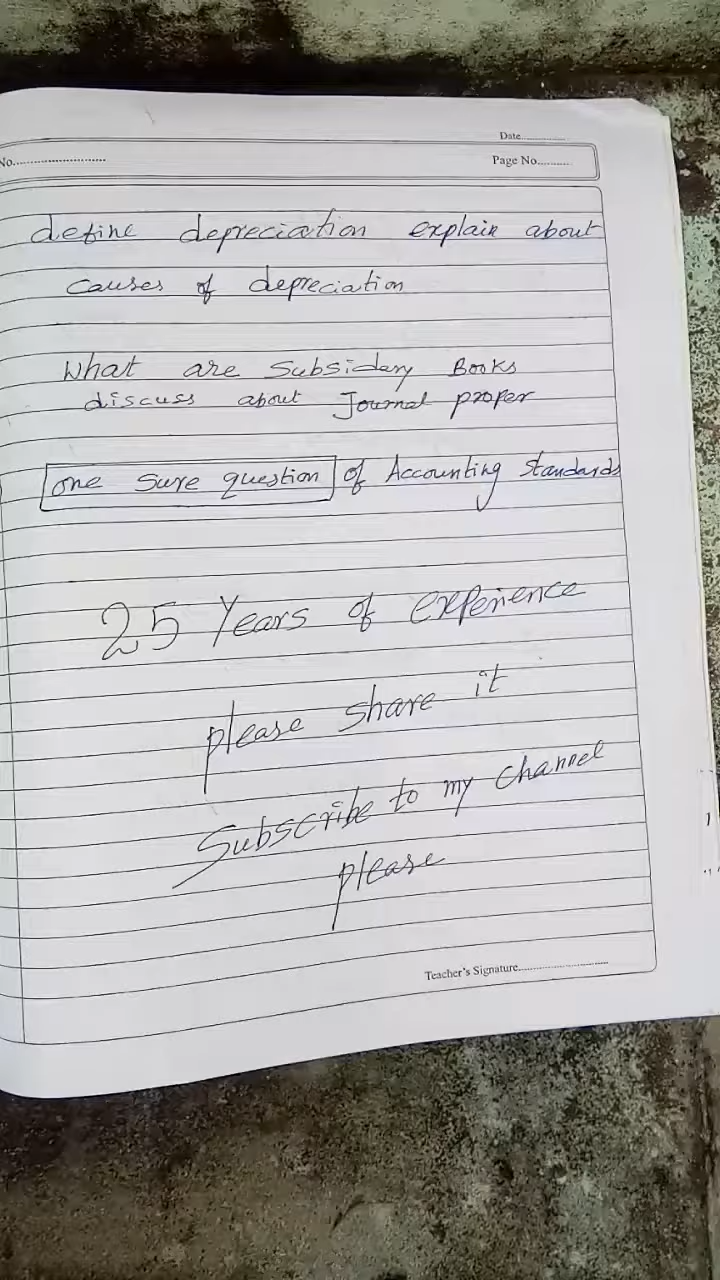 Date..............
No...........................
Page No...........
define depreciation explain about
causes of depreciation
What are Subsidary Books
discuss about Journal proper
one sure question of Accounting Standards
25 Years of experience
please share it
Subscribe to my channel
please
Teacher's Signature..............................